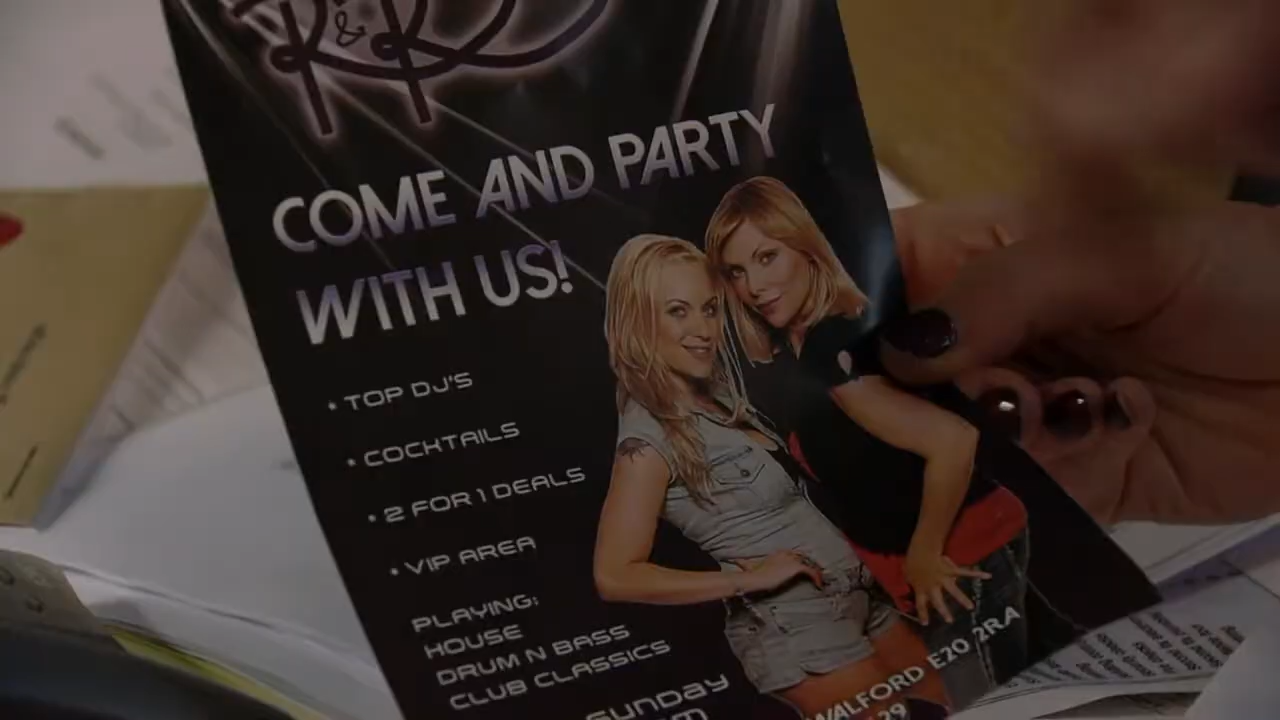 R&R
COME AND PARTY
WITH US!
• TOP DJ'S
• COCKTAILS
• 2 FOR 1 DEALS
• VIP AREA
PLAYING:
HOUSE
DRUM N BASS
CLUB CLASSICS
SUNDAY
WALFORD E20 2RA